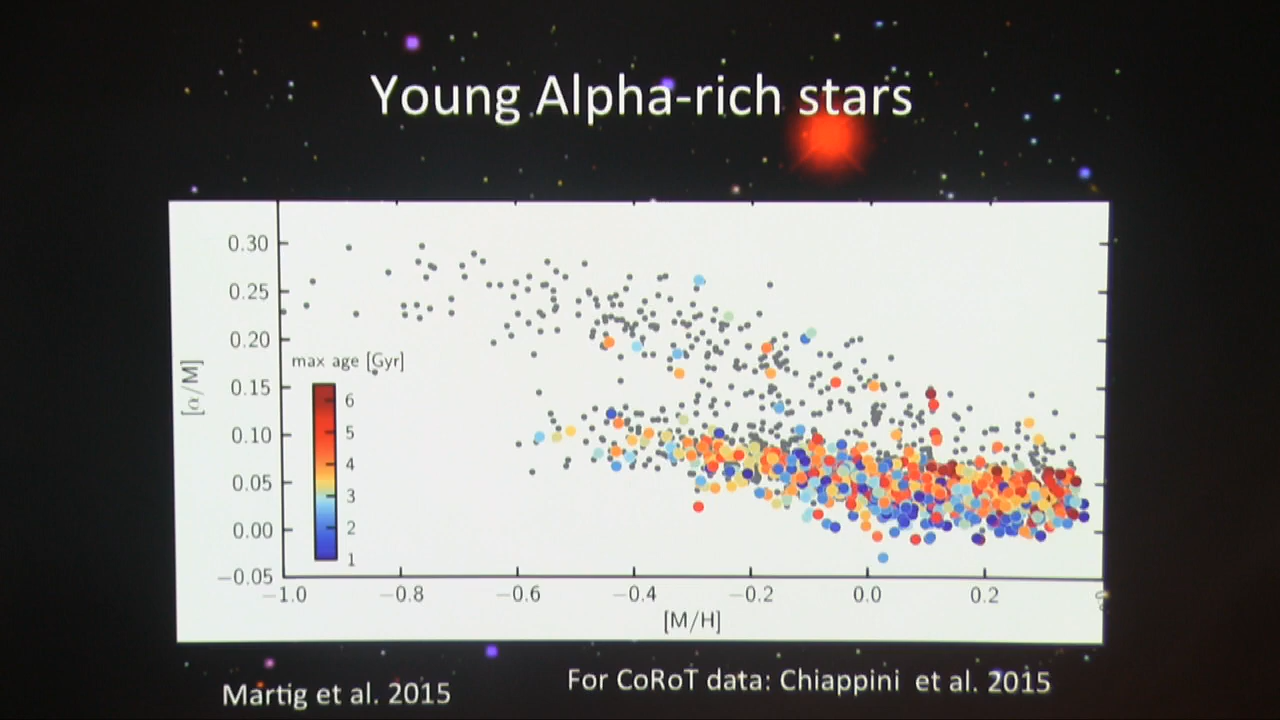 Young Alpha-rich stars
0.30
0.25
0.20
max age [Gyr]
[α/M]
0.15
6
5
0.10
4
0.05
3
2
0.00
1
−0.05
−1.0 −0.8 −0.6 −0.4 −0.2 0.0 0.2
[M/H]
Martig et al. 2015
For CoRoT data: Chiappini et al. 2015